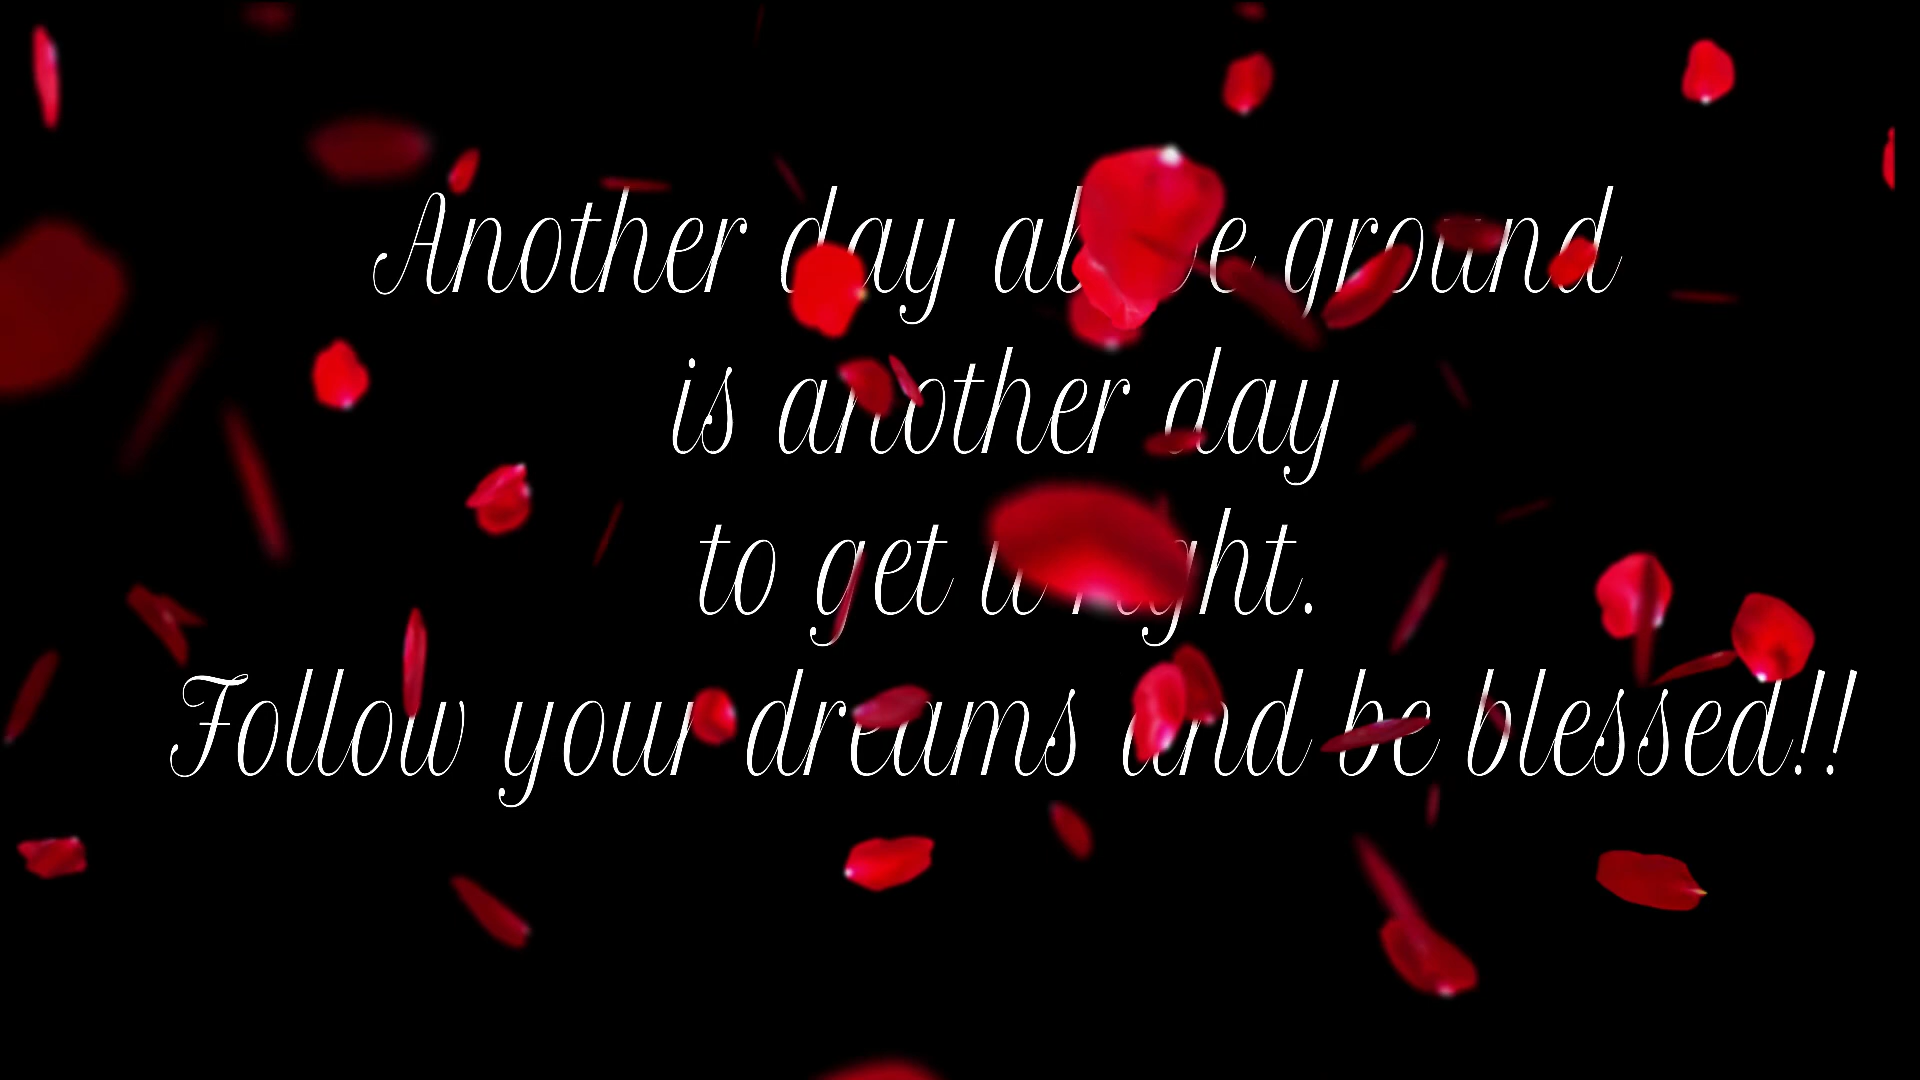 Another day above ground
is another day
to get it right.
Follow your dreams and be blessed!!